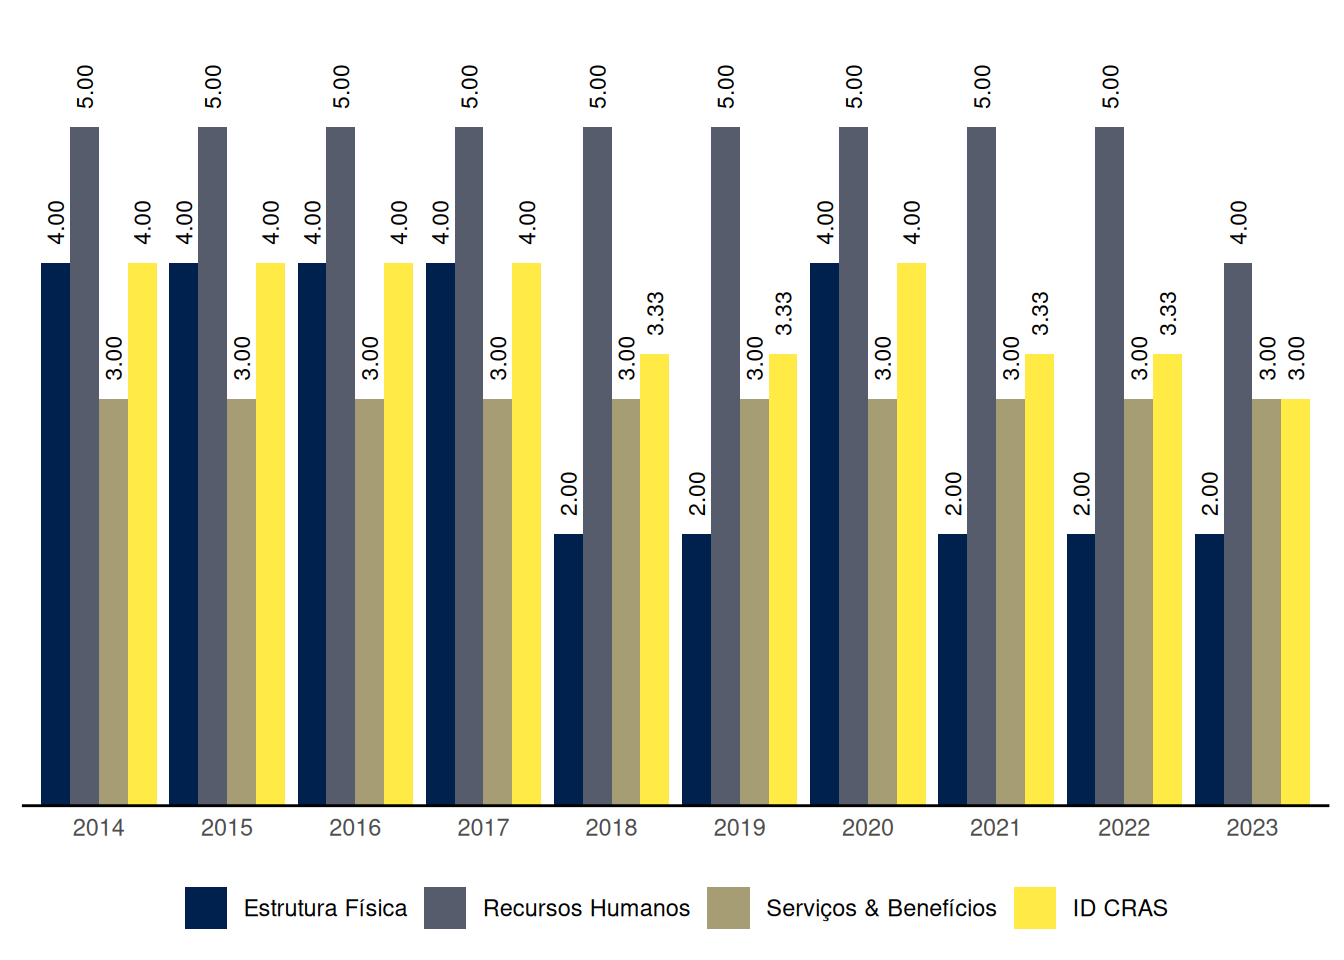 5.00 5.00 5.00 5.00 5.00 5.00 5.00 5.00 5.00
4.00 4.00 4.00 4.00 4.00 4.00 4.00 4.00 4.00 4.00 4.00
3.33 3.33 3.33 3.33
3.00 3.00 3.00 3.00 3.00 3.00 3.00 3.00 3.00 3.00 3.00
2.00 2.00 2.00 2.00 2.00
2014 2015 2016 2017 2018 2019 2020 2021 2022 2023
Estrutura Física Recursos Humanos Serviços & Benefícios ID CRAS